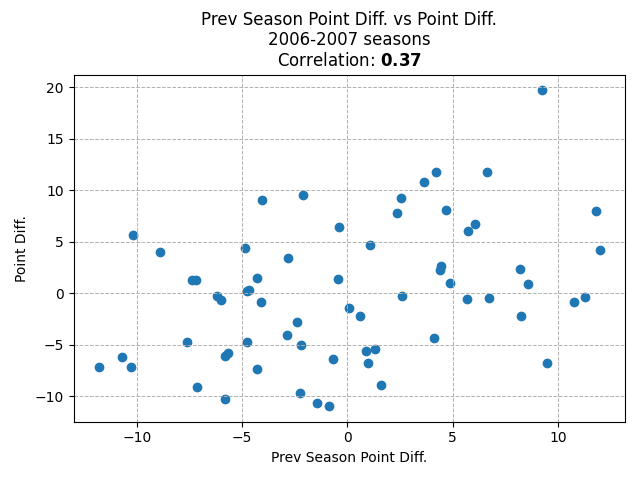 Prev Season Point Diff. vs Point Diff.
2006-2007 seasons
Correlation: 0.37
20
15
10
5
0
−5
−10
Point Diff.
−10
−5
0
5
10
Prev Season Point Diff.